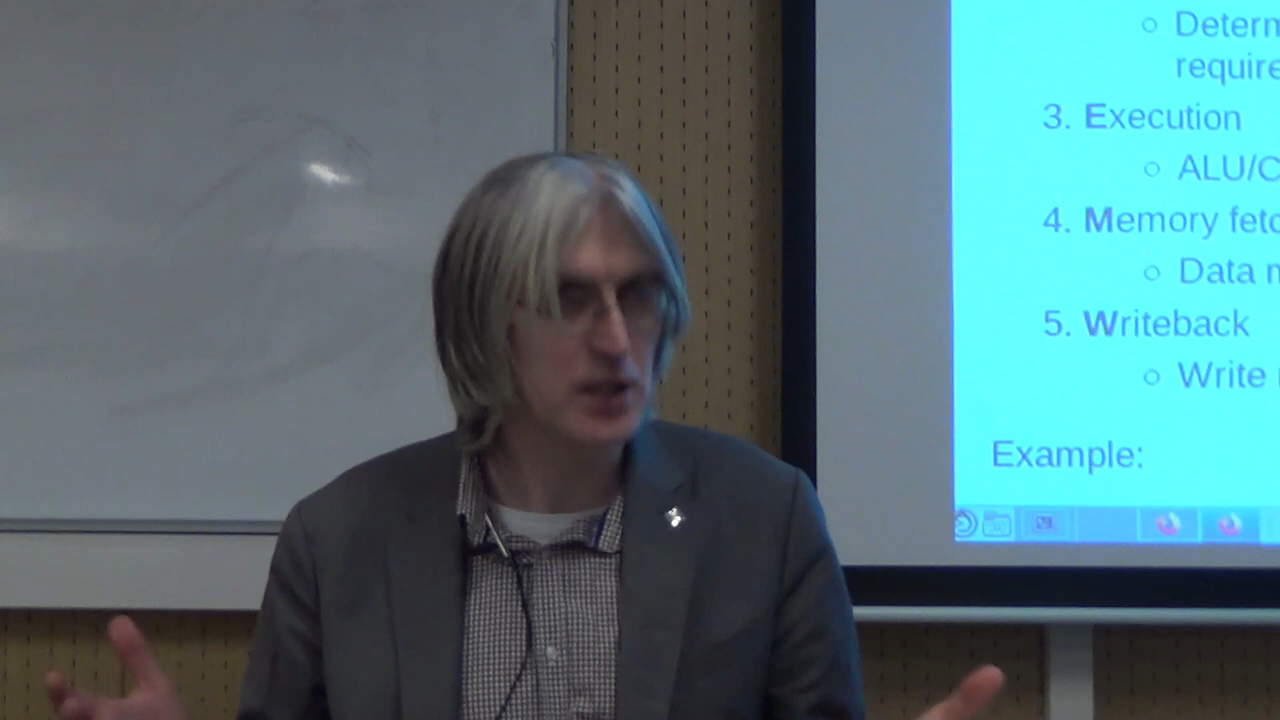 ○ Determ
require
3. Execution
○ ALU/C
4. Memory fetc
○ Data m
5. Writeback
○ Write
Example: